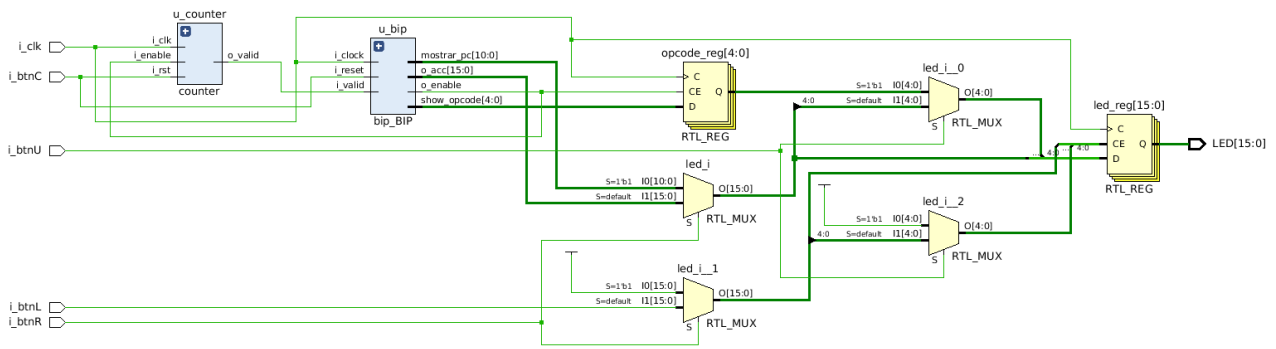 i_clk
i_btnC
i_btnU
i_btnL
i_btnR
u_counter
i_clk
i_enable
i_rst
o_valid
counter
u_bip
i_clock
i_reset
i_valid
mostrar_pc[10:0]
o_acc[15:0]
o_enable
show_opcode[4:0]
bip_BIP
opcode_reg[4:0]
C
CE
D
Q
RTL_REG
led_i
S=1'b1 I0[10:0]
S=default I1[15:0]
O[15:0]
S
RTL_MUX
led_i__1
S=1'b1 I0[15:0]
S=default I1[15:0]
O[15:0]
S
RTL_MUX
led_i__0
S=1'b1 I0[4:0]
4:0 S=default I1[4:0]
O[4:0]
S
RTL_MUX
led_i__2
S=1'b1 I0[4:0]
4:0 S=default I1[4:0]
O[4:0]
S
RTL_MUX
... 4:0 ... 4:0
led_reg[15:0]
C
CE
D
Q
RTL_REG
LED[15:0]